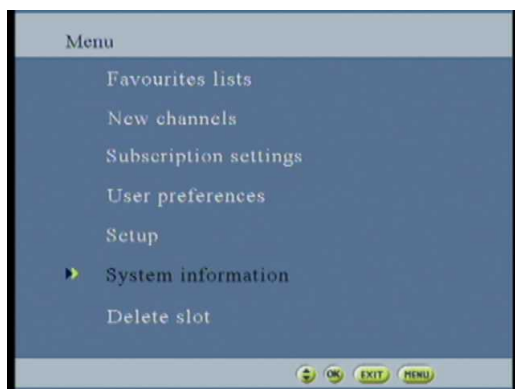 Menu
Favourites lists
New channels
Subscription settings
User preferences
Setup
System information
Delete slot
OK EXIT MENU